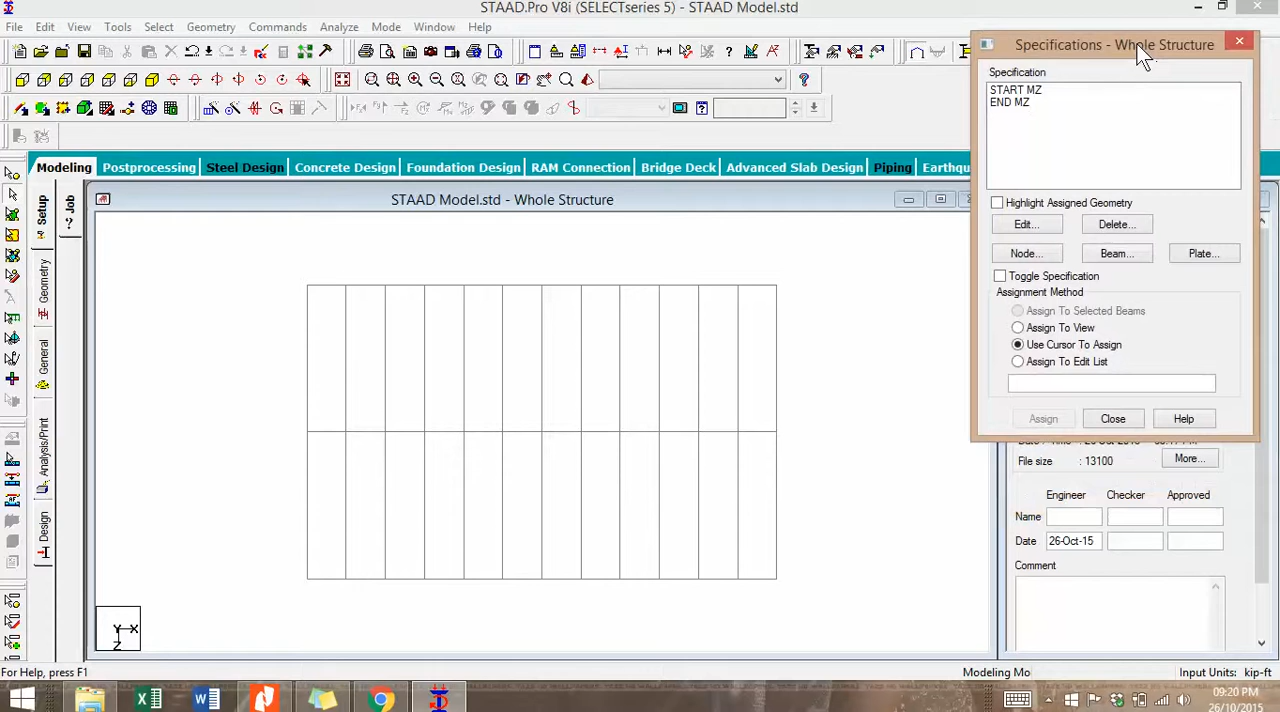 STAAD.Pro V8i (SELECTseries 5) - STAAD Model.std
File Edit View Tools Select Geometry Commands Analyze Mode Window Help
Specifications - Whole Structure
Specification
START MZ
END MZ
Highlight Assigned Geometry
Edit... Delete...
Node... Beam... Plate...
Toggle Specification
Assignment Method
Assign To Selected Beams
Assign To View
Use Cursor To Assign
Assign To Edit List
Assign Close Help
Modeling Postprocessing Steel Design Concrete Design Foundation Design RAM Connection Bridge Deck Advanced Slab Design Piping Earthqu
STAAD Model.std - Whole Structure
Setup
Job
Geometry
General
Analysis/Print
Design
File size : 13100 More...
Engineer Checker Approved
Name
Date 26-Oct-15
Comment
Y X
Z
For Help, press F1
Modeling Mo Input Units: kip-ft
09:20 PM
26/10/2015